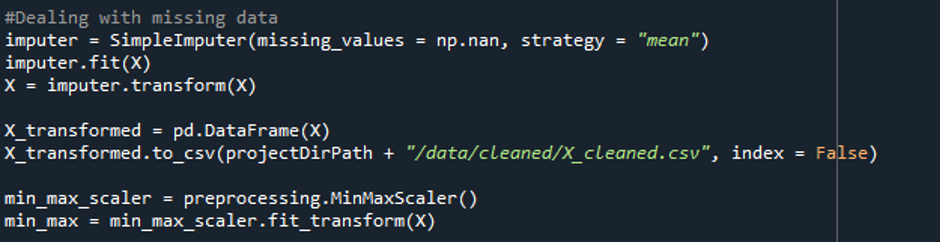 #Dealing with missing data
imputer = SimpleImputer(missing_values = np.nan, strategy = "mean")
imputer.fit(X)
X = imputer.transform(X)
X_transformed = pd.DataFrame(X)
X_transformed.to_csv(projectDirPath + "/data/cleaned/X_cleaned.csv", index = False)
min_max_scaler = preprocessing.MinMaxScaler()
min_max = min_max_scaler.fit_transform(X)